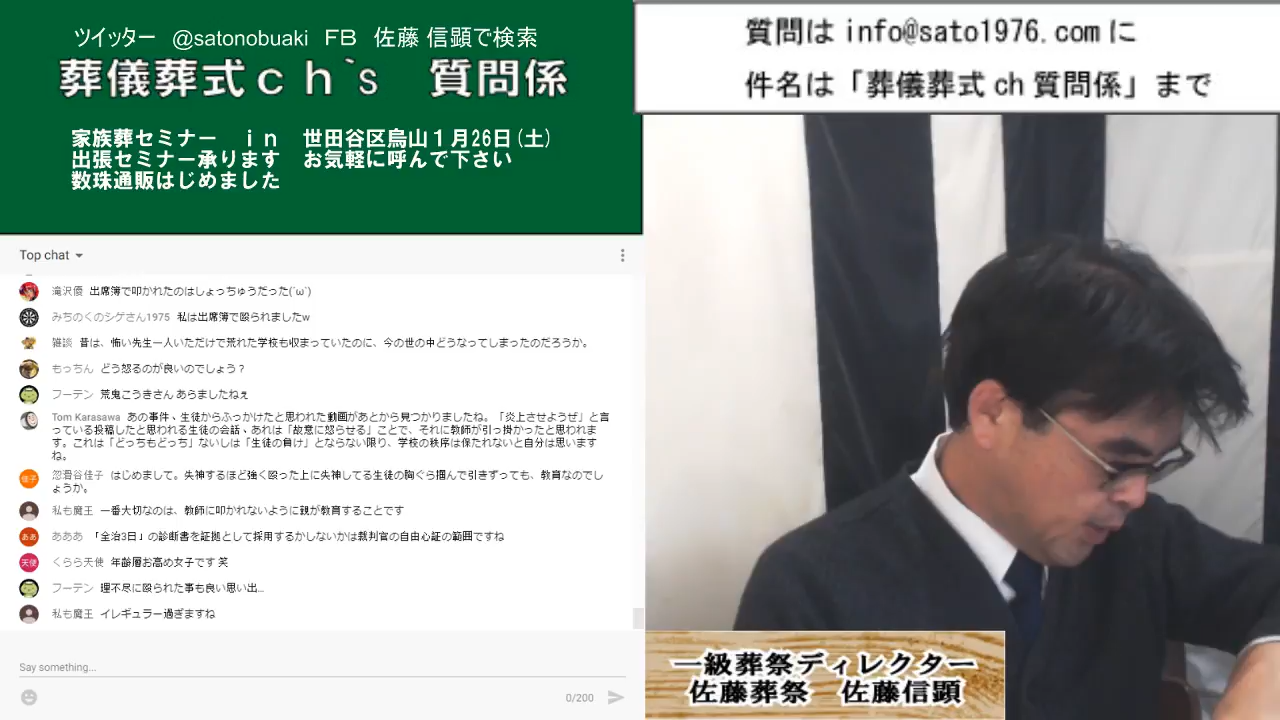 ツイッター @satonobuaki FB 佐藤 信顕で検索
葬儀葬式ch`s 質問係
家族葬セミナー in 世田谷区烏山1月26日(土)
出張セミナー承ります お気軽に呼んで下さい
数珠通販はじめました
質問は info@sato1976.com に
件名は「葬儀葬式 ch 質問係」まで
Top chat
滝沢優 出席簿で叩かれたのはしょっちゅうだった(´ω`)
みちのくのシゲさん1975 私は出席簿で殴られましたw
雑談 昔は、怖い先生一人いただけで荒れた学校も収まっていたのに、今の世の中どうなってしまったのだろうか。
もっちん どう怒るのが良いのでしょう?
フーテン 荒鬼こうきさん あらましたねぇ
Tom Karasawa あの事件、生徒からふっかけたと思われた動画があとから見つかりましたね。「炎上させようぜ」と言
っている投稿したと思われる生徒の会話、あれは「故意に怒らせる」ことで、それに教師が引っ掛かったと思われま
す。これは「どっちもどっち」ないしは「生徒の負け」とならない限り、学校の秩序は保たれないと自分は思います
ね。
佳子 忽滑谷佳子 はじめまして。失神するほど強く殴った上に失神してる生徒の胸ぐら掴んで引きずっても、教育なのでし
ょうか。
私も魔王 一番大切なのは、教師に叩かれないように親が教育することです
ああ あああ 「全治3日」の診断書を証拠として採用するかしないかは裁判官の自由心証の範囲ですね
天使 くらら天使 年齢層お高め女子です 笑
フーテン 理不尽に殴られた事も良い思い出...
私も魔王 イレギュラー過ぎますね
Say something...
0/200
一級葬祭ディレクター
佐藤葬祭 佐藤信顕